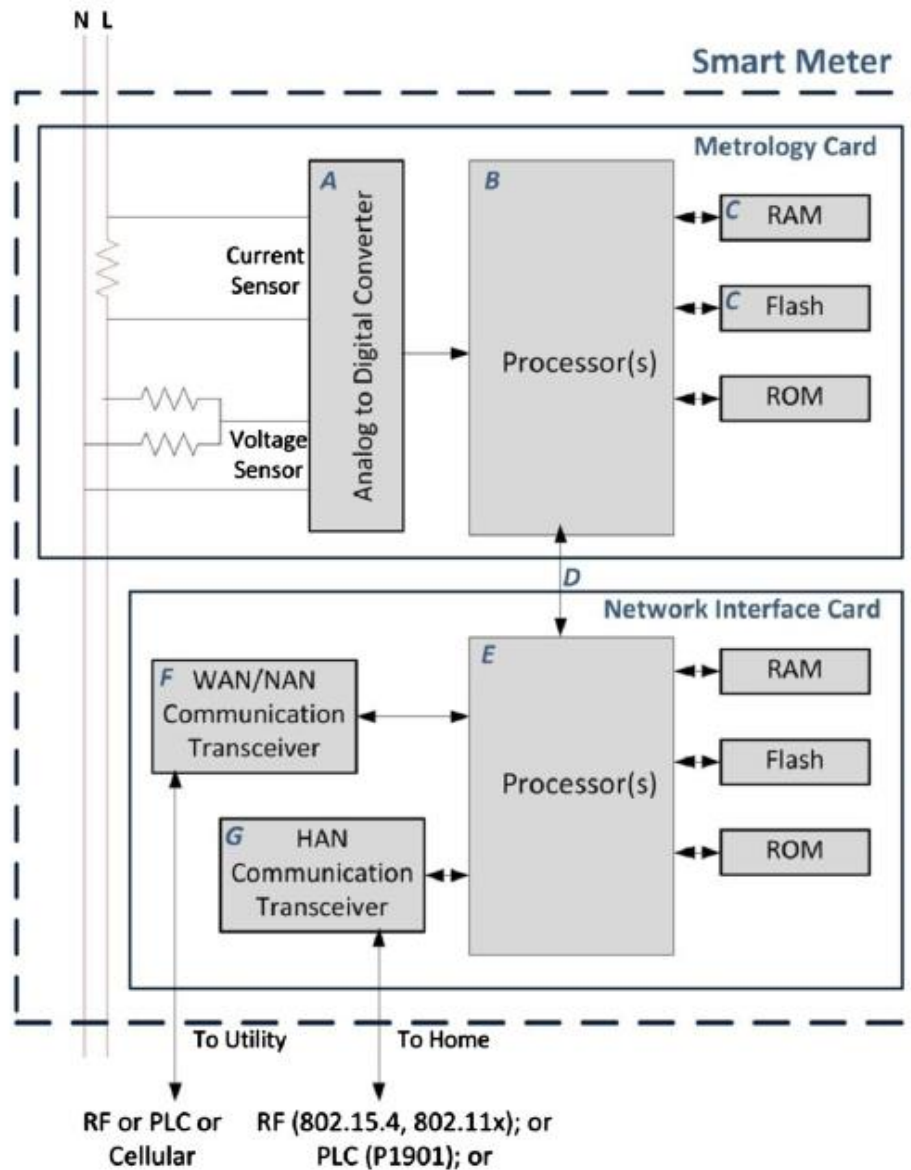 N L
Smart Meter
Metrology Card
A
Analog to Digital Converter
B
Processor(s)
C RAM
C Flash
ROM
Current
Sensor
Voltage
Sensor
D
Network Interface Card
E
Processor(s)
RAM
Flash
ROM
F WAN/NAN
Communication
Transceiver
G HAN
Communication
Transceiver
To Utility
To Home
RF or PLC or
Cellular
RF (802.15.4, 802.11x); or
PLC (P1901); or